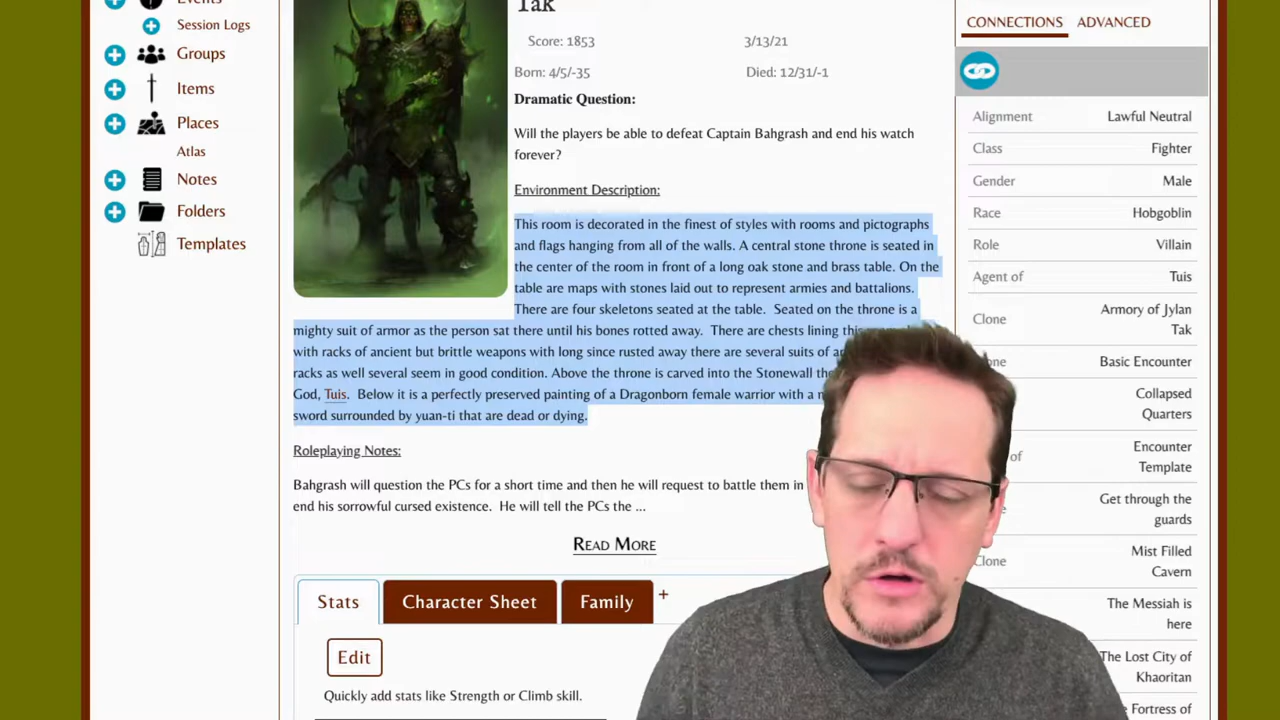 Events
Session Logs
Groups
Items
Places
Atlas
Notes
Folders
Templates
Tak
Score: 1853 3/13/21
Born: 4/5/-35 Died: 12/31/-1
Dramatic Question:
Will the players be able to defeat Captain Bahgrash and end his watch
forever?
Environment Description:
This room is decorated in the finest of styles with rooms and pictographs
and flags hanging from all of the walls. A central stone throne is seated in
the center of the room in front of a long oak stone and brass table. On the
table are maps with stones laid out to represent armies and battalions.
There are four skeletons seated at the table. Seated on the throne is a
mighty suit of armor as the person sat there until his bones rotted away. There are chests lining this
with racks of ancient but brittle weapons with long since rusted away there are several suits of
racks as well several seem in good condition. Above the throne is carved into the Stonewall
God, Tuis. Below it is a perfectly preserved painting of a Dragonborn female warrior with a
sword surrounded by yuan-ti that are dead or dying.
Roleplaying Notes:
Bahgrash will question the PCs for a short time and then he will request to battle them in
end his sorrowful cursed existence. He will tell the PCs the ...
READ MORE
Stats Character Sheet Family +
Edit
Quickly add stats like Strength or Climb skill.
CONNECTIONS ADVANCED
Alignment Lawful Neutral
Class Fighter
Gender Male
Race Hobgoblin
Role Villain
Agent of Tuis
Clone Armory of Jylan
Tak
Basic Encounter
Collapsed
Quarters
of Encounter
Template
Get through the
guards
Clone Mist Filled
Cavern
The Messiah is
here
The Lost City of
Khaoritan
The Fortress of